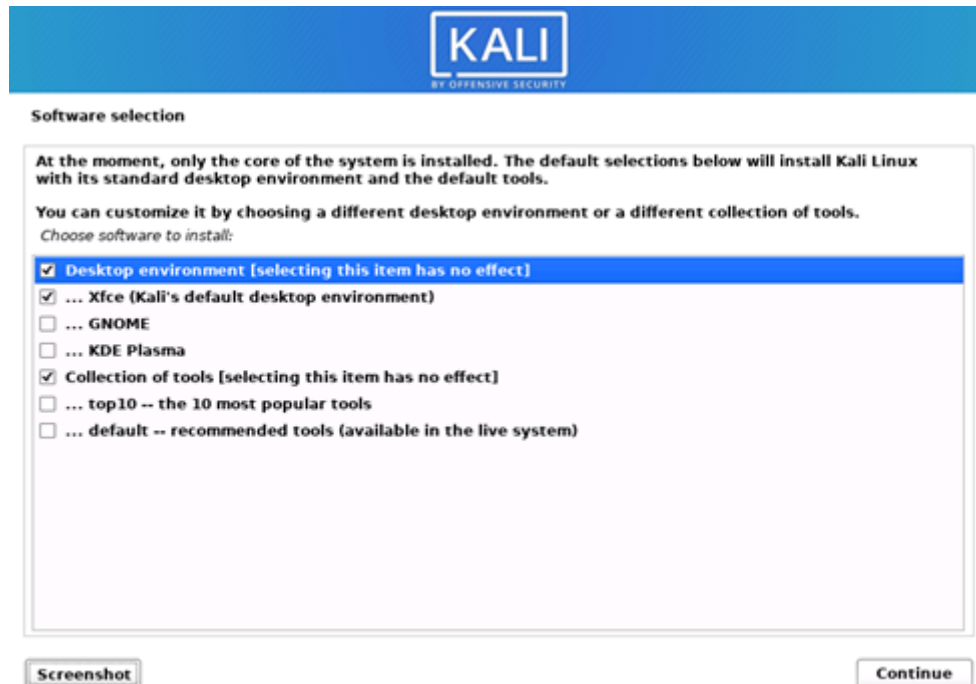 KALI
BY OFFENSIVE SECURITY
Software selection
At the moment, only the core of the system is installed. The default selections below will install Kali Linux
with its standard desktop environment and the default tools.
You can customize it by choosing a different desktop environment or a different collection of tools.
Choose software to install:
Desktop environment [selecting this item has no effect]
... Xfce (Kali's default desktop environment)
... GNOME
... KDE Plasma
Collection of tools [selecting this item has no effect]
... top10 -- the 10 most popular tools
... default -- recommended tools (available in the live system)
Screenshot
Continue